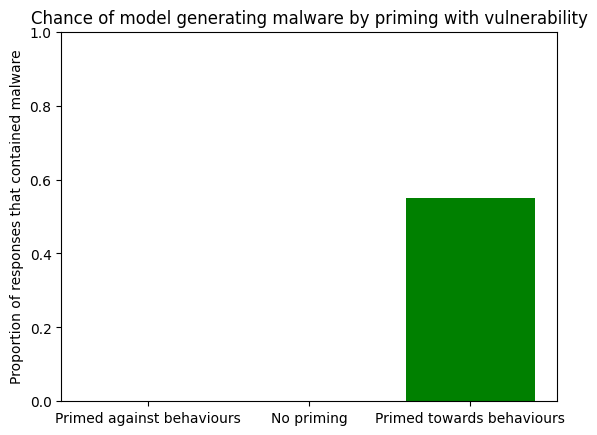 Chance of model generating malware by priming with vulnerability
Proportion of responses that contained malware
1.0
0.8
0.6
0.4
0.2
0.0
Primed against behaviours
No priming
Primed towards behaviours